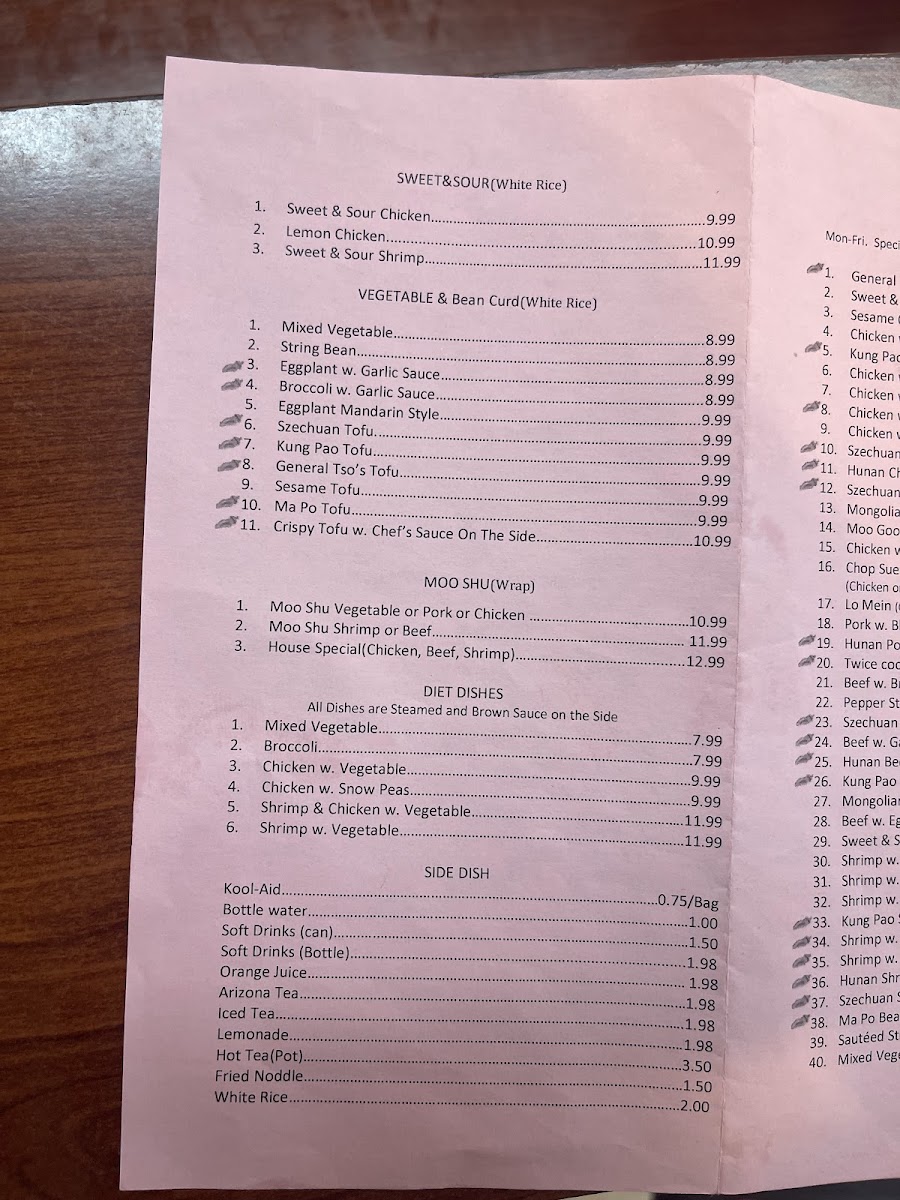 SWEET&SOUR(White Rice)
1. Sweet & Sour Chicken 9.99
2. Lemon Chicken 10.99
3. Sweet & Sour Shrimp 11.99
VEGETABLE & Bean Curd(White Rice)
1. Mixed Vegetable 8.99
2. String Bean 8.99
3. Eggplant w. Garlic Sauce 8.99
4. Broccoli w. Garlic Sauce 8.99
5. Eggplant Mandarin Style 9.99
6. Szechuan Tofu 9.99
7. Kung Pao Tofu 9.99
8. General Tso's Tofu 9.99
9. Sesame Tofu 9.99
10. Ma Po Tofu 9.99
11. Crispy Tofu w. Chef's Sauce On The Side 10.99
MOO SHU(Wrap)
1. Moo Shu Vegetable or Pork or Chicken 10.99
2. Moo Shu Shrimp or Beef 11.99
3. House Special(Chicken, Beef, Shrimp) 12.99
DIET DISHES
All Dishes are Steamed and Brown Sauce on the Side
1. Mixed Vegetable 7.99
2. Broccoli 7.99
3. Chicken w. Vegetable 9.99
4. Chicken w. Snow Peas 9.99
5. Shrimp & Chicken w. Vegetable 11.99
6. Shrimp w. Vegetable 11.99
SIDE DISH
Kool-Aid 0.75/Bag
Bottle water 1.00
Soft Drinks (can) 1.50
Soft Drinks (Bottle) 1.98
Orange Juice 1.98
Arizona Tea 1.98
Iced Tea 1.98
Lemonade 1.98
Hot Tea(Pot) 3.50
Fried Noddle 1.50
White Rice 2.00
Mon-Fri.
1. General
2. Sweet &
3. Sesame
4. Chicken
5. Kung Pao
6. Chicken
7. Chicken
8. Chicken
9. Chicken
10. Szechuan
11. Hunan
12. Szechuan
13. Mongolia
14. Moo Goo
15. Chicken
16. Chop Sue
(Chicken
17. Lo Mein
18. Pork w.
19. Hunan
20. Twice
21. Beef w.
22. Pepper
23. Szechuan
24. Beef w.
25. Hunan
26. Kung Pao
27. Mongolian
28. Beef w.
29. Sweet &
30. Shrimp w.
31. Shrimp w.
32. Shrimp w.
33. Kung Pao
34. Shrimp w.
35. Shrimp w.
36. Hunan
37. Szechuan
38. Ma Po
39. Sautéed
40. Mixed